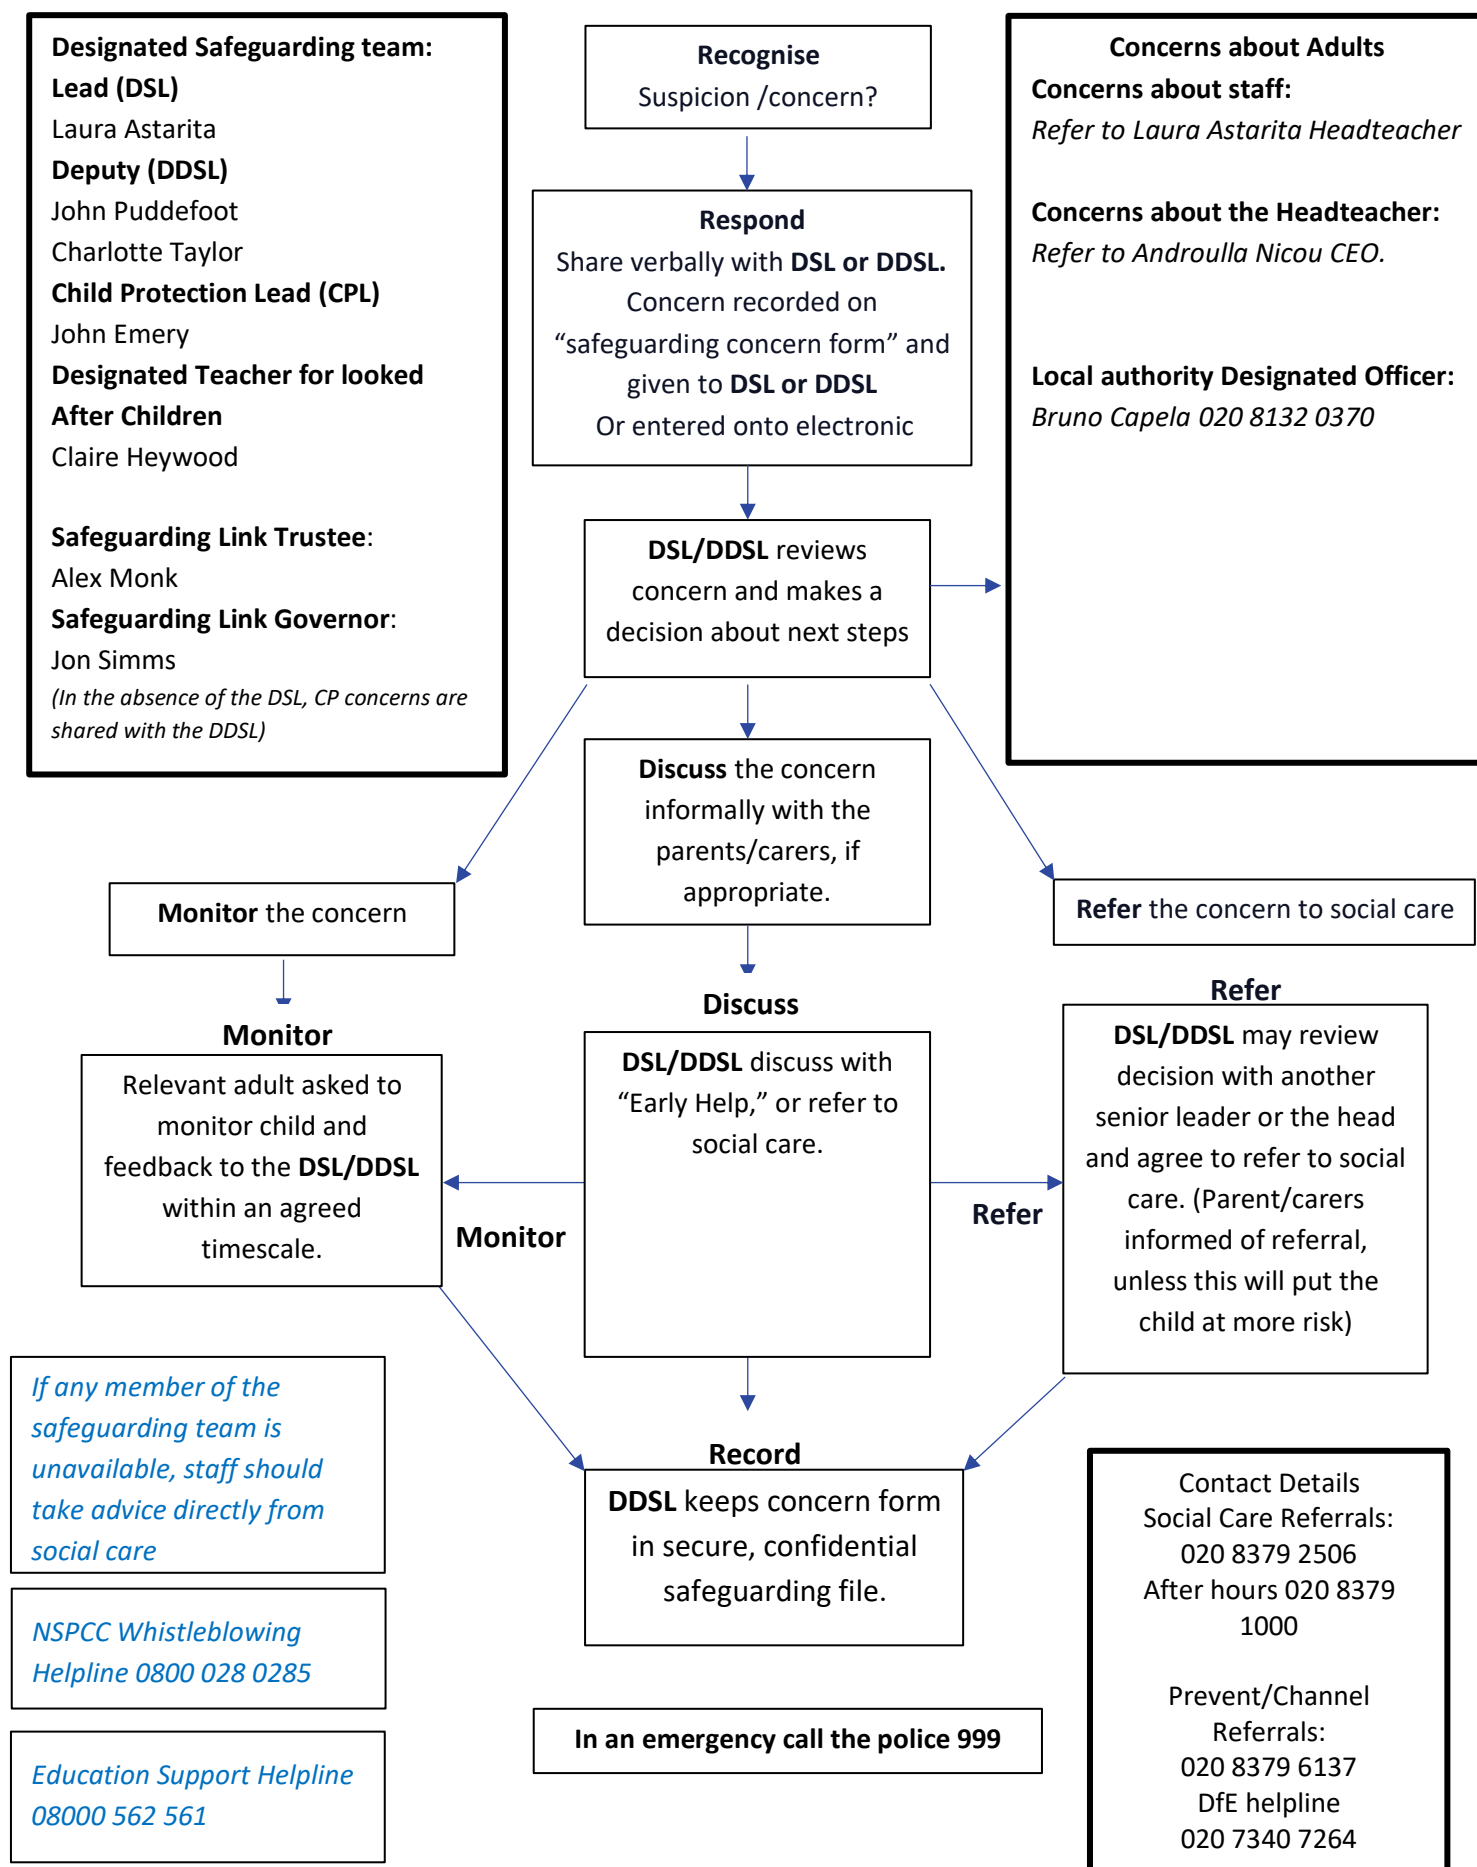 Designated Safeguarding team:
Lead (DSL)
Laura Astarita
Deputy (DDSL)
John Puddefoot
Charlotte Taylor
Child Protection Lead (CPL)
John Emery
Designated Teacher for looked
After Children
Claire Heywood
Safeguarding Link Trustee:
Alex Monk
Safeguarding Link Governor:
Jon Simms
(In the absence of the DSL, CP concerns are
shared with the DDSL)
Recognise
Suspicion /concern?
Respond
Share verbally with DSL or DDSL.
Concern recorded on
“safeguarding concern form” and
given to DSL or DDSL
Or entered onto electronic
DSL/DDSL reviews
concern and makes a
decision about next steps
Concerns about Adults
Concerns about staff:
Refer to Laura Astarita Headteacher
Concerns about the Headteacher:
Refer to Androulla Nicou CEO.
Local authority Designated Officer:
Bruno Capela 020 8132 0370
Discuss the concern
informally with the
parents/carers, if
appropriate.
Monitor the concern
Refer the concern to social care
Monitor
Relevant adult asked to
monitor child and
feedback to the DSL/DDSL
within an agreed
timescale.
Monitor
Discuss
DSL/DDSL discuss with
“Early Help,” or refer to
social care.
Refer
Refer
DSL/DDSL may review
decision with another
senior leader or the head
and agree to refer to social
care. (Parent/carers
informed of referral,
unless this will put the
child at more risk)
If any member of the
safeguarding team is
unavailable, staff should
take advice directly from
social care
NSPCC Whistleblowing
Helpline 0800 028 0285
Education Support Helpline
08000 562 561
Record
DDSL keeps concern form
in secure, confidential
safeguarding file.
In an emergency call the police 999
Contact Details
Social Care Referrals:
020 8379 2506
After hours 020 8379
1000
Prevent/Channel
Referrals:
020 8379 6137
DfE helpline
020 7340 7264